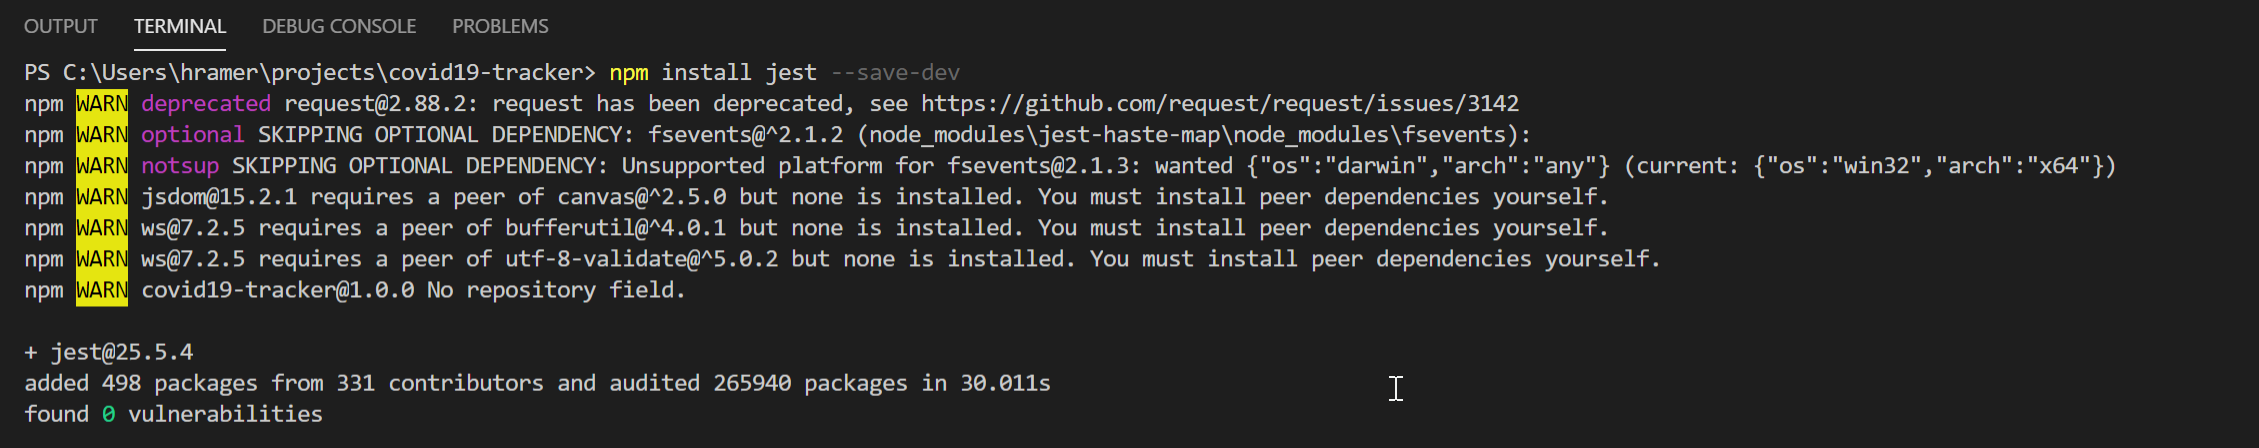 OUTPUT TERMINAL DEBUG CONSOLE PROBLEMS
PS C:\Users\hramer\projects\covid19-tracker> npm install jest --save-dev
npm WARN deprecated request@2.88.2: request has been deprecated, see https://github.com/request/request/issues/3142
npm WARN optional SKIPPING OPTIONAL DEPENDENCY: fsevents@^2.1.2 (node_modules\jest-haste-map\node_modules\fsevents):
npm WARN notsup SKIPPING OPTIONAL DEPENDENCY: Unsupported platform for fsevents@2.1.3: wanted {"os":"darwin","arch":"any"} (current: {"os":"win32","arch":"x64"})
npm WARN jsdom@15.2.1 requires a peer of canvas@^2.5.0 but none is installed. You must install peer dependencies yourself.
npm WARN ws@7.2.5 requires a peer of bufferutil@^4.0.1 but none is installed. You must install peer dependencies yourself.
npm WARN ws@7.2.5 requires a peer of utf-8-validate@^5.0.2 but none is installed. You must install peer dependencies yourself.
npm WARN covid19-tracker@1.0.0 No repository field.
+ jest@25.5.4
added 498 packages from 331 contributors and audited 265940 packages in 30.011s
found 0 vulnerabilities